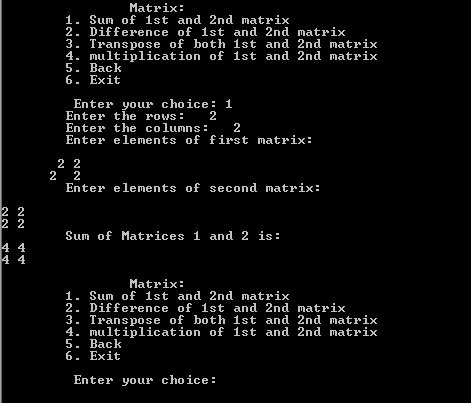 Matrix:
1. Sum of 1st and 2nd matrix
2. Difference of 1st and 2nd matrix
3. Transpose of both 1st and 2nd matrix
4. multiplication of 1st and 2nd matrix
5. Back
6. Exit
Enter your choice: 1
Enter the rows: 2
Enter the columns: 2
Enter elements of first matrix:
2 2
2 2
Enter elements of second matrix:
2 2
2 2
Sum of Matrices 1 and 2 is:
4 4
4 4
Matrix:
1. Sum of 1st and 2nd matrix
2. Difference of 1st and 2nd matrix
3. Transpose of both 1st and 2nd matrix
4. multiplication of 1st and 2nd matrix
5. Back
6. Exit
Enter your choice: